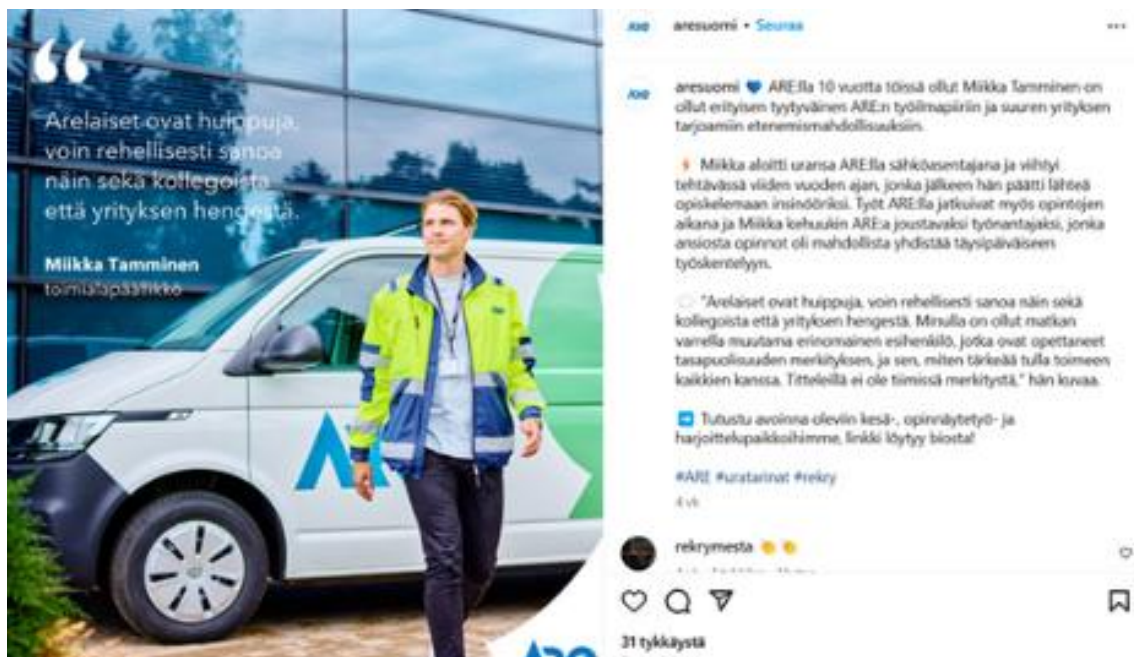 Arelaiset ovat huippuja,
voin rehellisesti sanoa
näin sekä kollegoista
että yrityksen hengestä.
Miikka Tamminen
toimialapäällikkö
ARE
aresuomi • Seuraa
aresuomi 💙 ARE:lla 10 vuotta töissä ollut Miikka Tamminen on
ollut erityisen tyytyväinen ARE:n työilmapiiriin ja suuren yrityksen
tarjoamiin etenemismahdollisuuksiin.
Miikka aloitti uransa ARE:lla sähköasentajana ja viihtyi
tehtävässä viiden vuoden ajan, jonka jälkeen hän päätti lähteä
opiskelemaan insinööriksi. Työt ARE:lla jatkuivat myös opintojen
aikana ja Miikka kehuukin ARE:a joustavaksi työnantajaksi, jonka
ansiosta opinnot oli mahdollista yhdistää täysipäiväiseen
työskentelyyn.
"Arelaiset ovat huippuja, voin rehellisesti sanoa näin sekä
kollegoista että yrityksen hengestä. Minulla on ollut matkan
varrella muutama erinomainen esihenkilö, jotka ovat opettaneet
tasapuolisuuden merkityksen, ja sen, miten tärkeää tulla toimeen
kaikkien kanssa. Titteleillä ei ole tiimissä merkitystä," hän kuvaa.
➡️ Tutustu avoinna oleviin kesä-, opinnäytetyö- ja
harjoittelupaikkoihimme, linkki löytyy biosta!
#ARE #uratarinat #rekry
4 vk
rekrymesta 👏 👏
31 tykkäystä